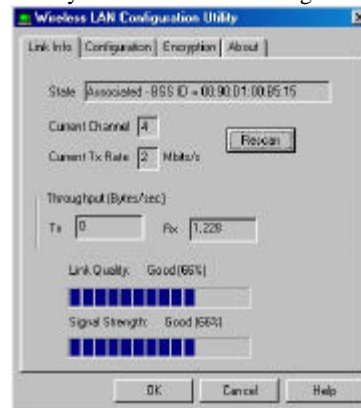 Wireless LAN Configuration Utility
Link Info Configuration Encryption About
State Associated - BSS ID = 00:90:D1:00:B5:15
Current Channel 4
Rescan
Current Tx Rate 2 Mbits/s
Throughput (Bytes/sec)
Tx 0 Rx 1,228
Link Quality: Good (66%)
Signal Strength: Good (66%)
OK Cancel Help